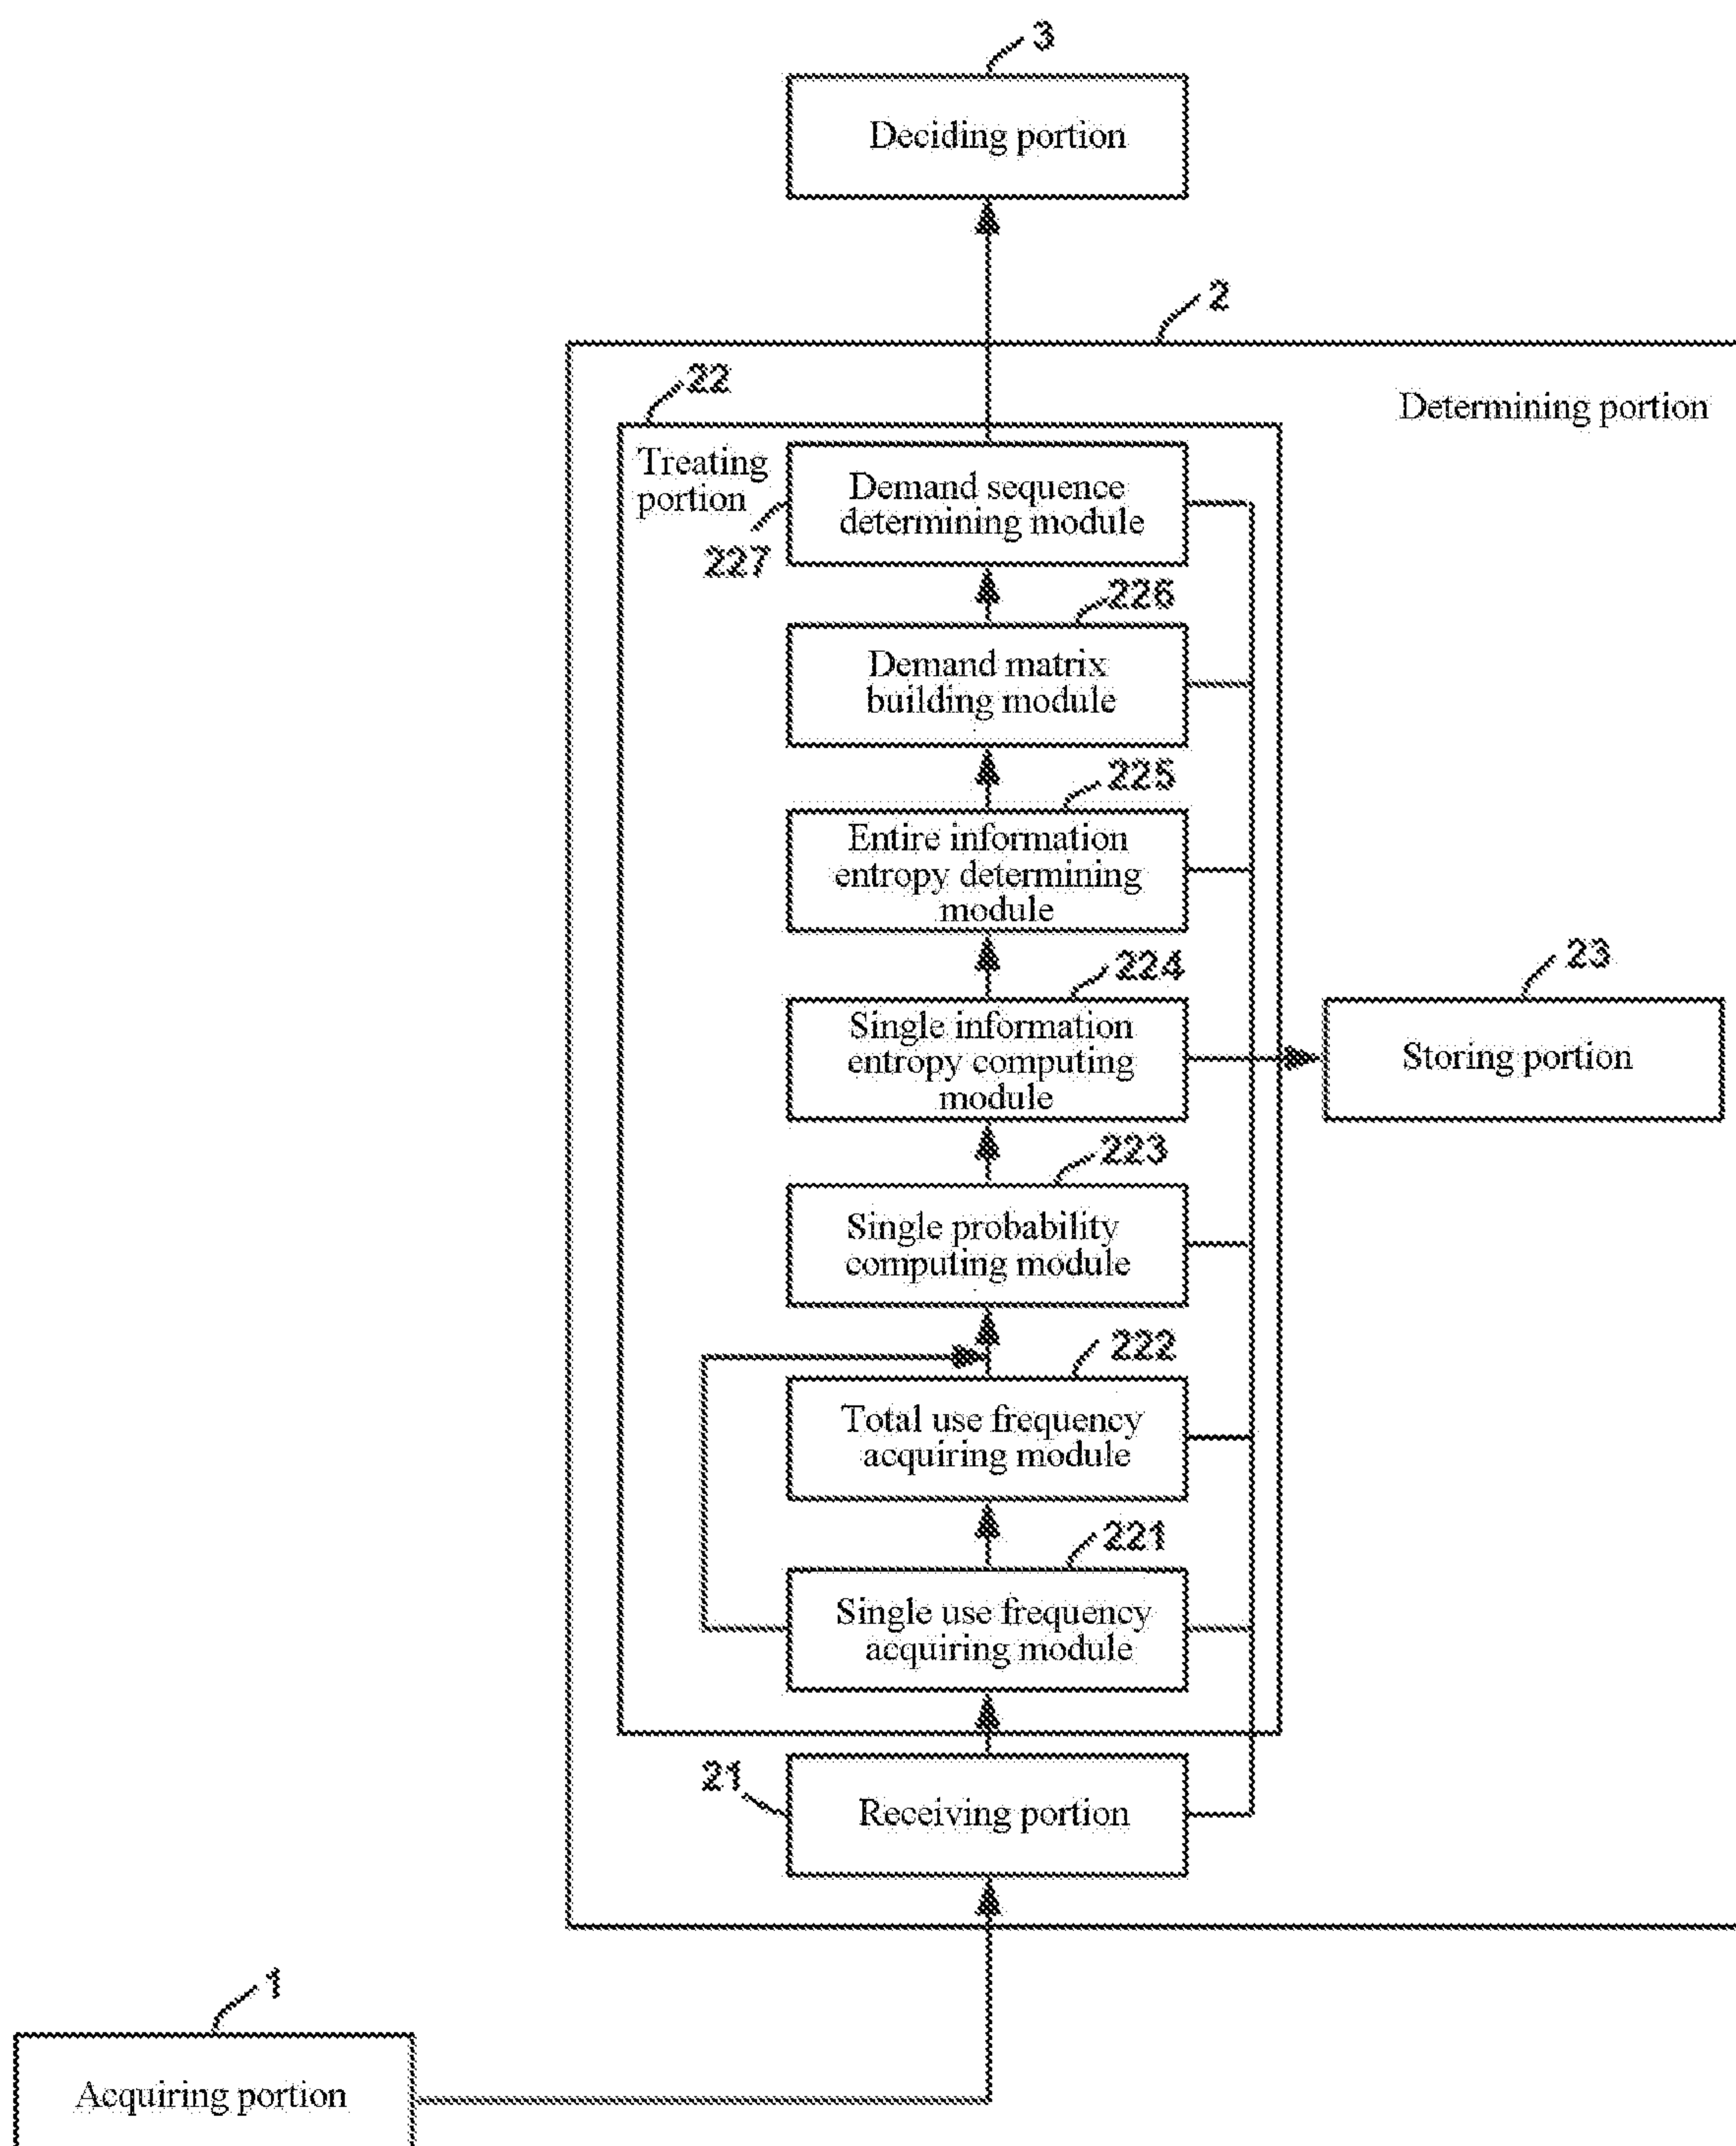 3
Deciding portion
2
22
Determining portion
Treating
portion
Demand sequence
determining module
227
226
Demand matrix
building module
225
Entire information
entropy determining
module
224
23
Single information
entropy computing
module
Storing portion
223
Single probability
computing module
222
Total use frequency
acquiring module
221
Single use frequency
acquiring module
21
Receiving portion
1
Acquiring portion